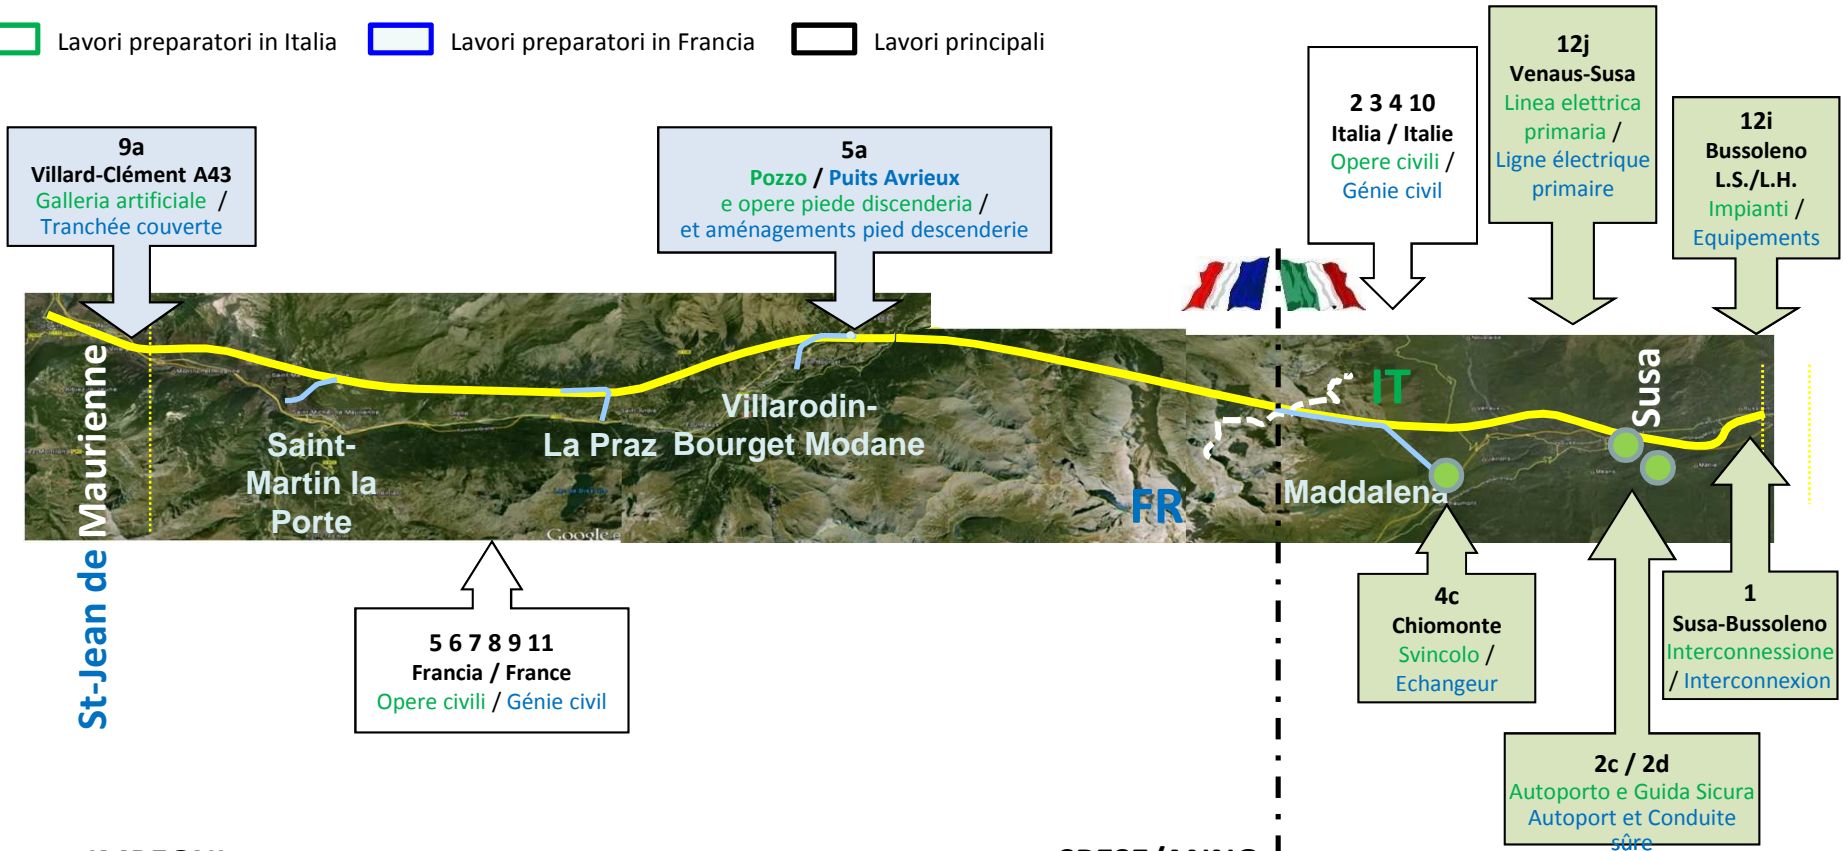 Lavori preparatori in Italia
Lavori preparatori in Francia
Lavori principali
9a
Villard-Clément A43
Galleria artificiale /
Tranchée couverte
5a
Pozzo / Puits Avrieux
e opere piede discenderia /
et aménagements pied descenderie
2 3 4 10
Italia / Italie
Opere civili /
Génie civil
12j
Venaus-Susa
Linea elettrica
primaria /
Ligne électrique
primaire
12i
Bussoleno
L.S./L.H.
Impianti /
Equipements
St-Jean de Maurienne
Saint-
Martin la
Porte
La Praz
Villarodin-
Bourget Modane
FR
IT
Maddalena
Susa
Google
5 6 7 8 9 11
Francia / France
Opere civili / Génie civil
4c
Chiomonte
Svincolo /
Echangeur
1
Susa-Bussoleno
Interconnessione
/ Interconnexion
2c / 2d
Autoporto e Guida Sicura
Autoport et Conduite
sûre